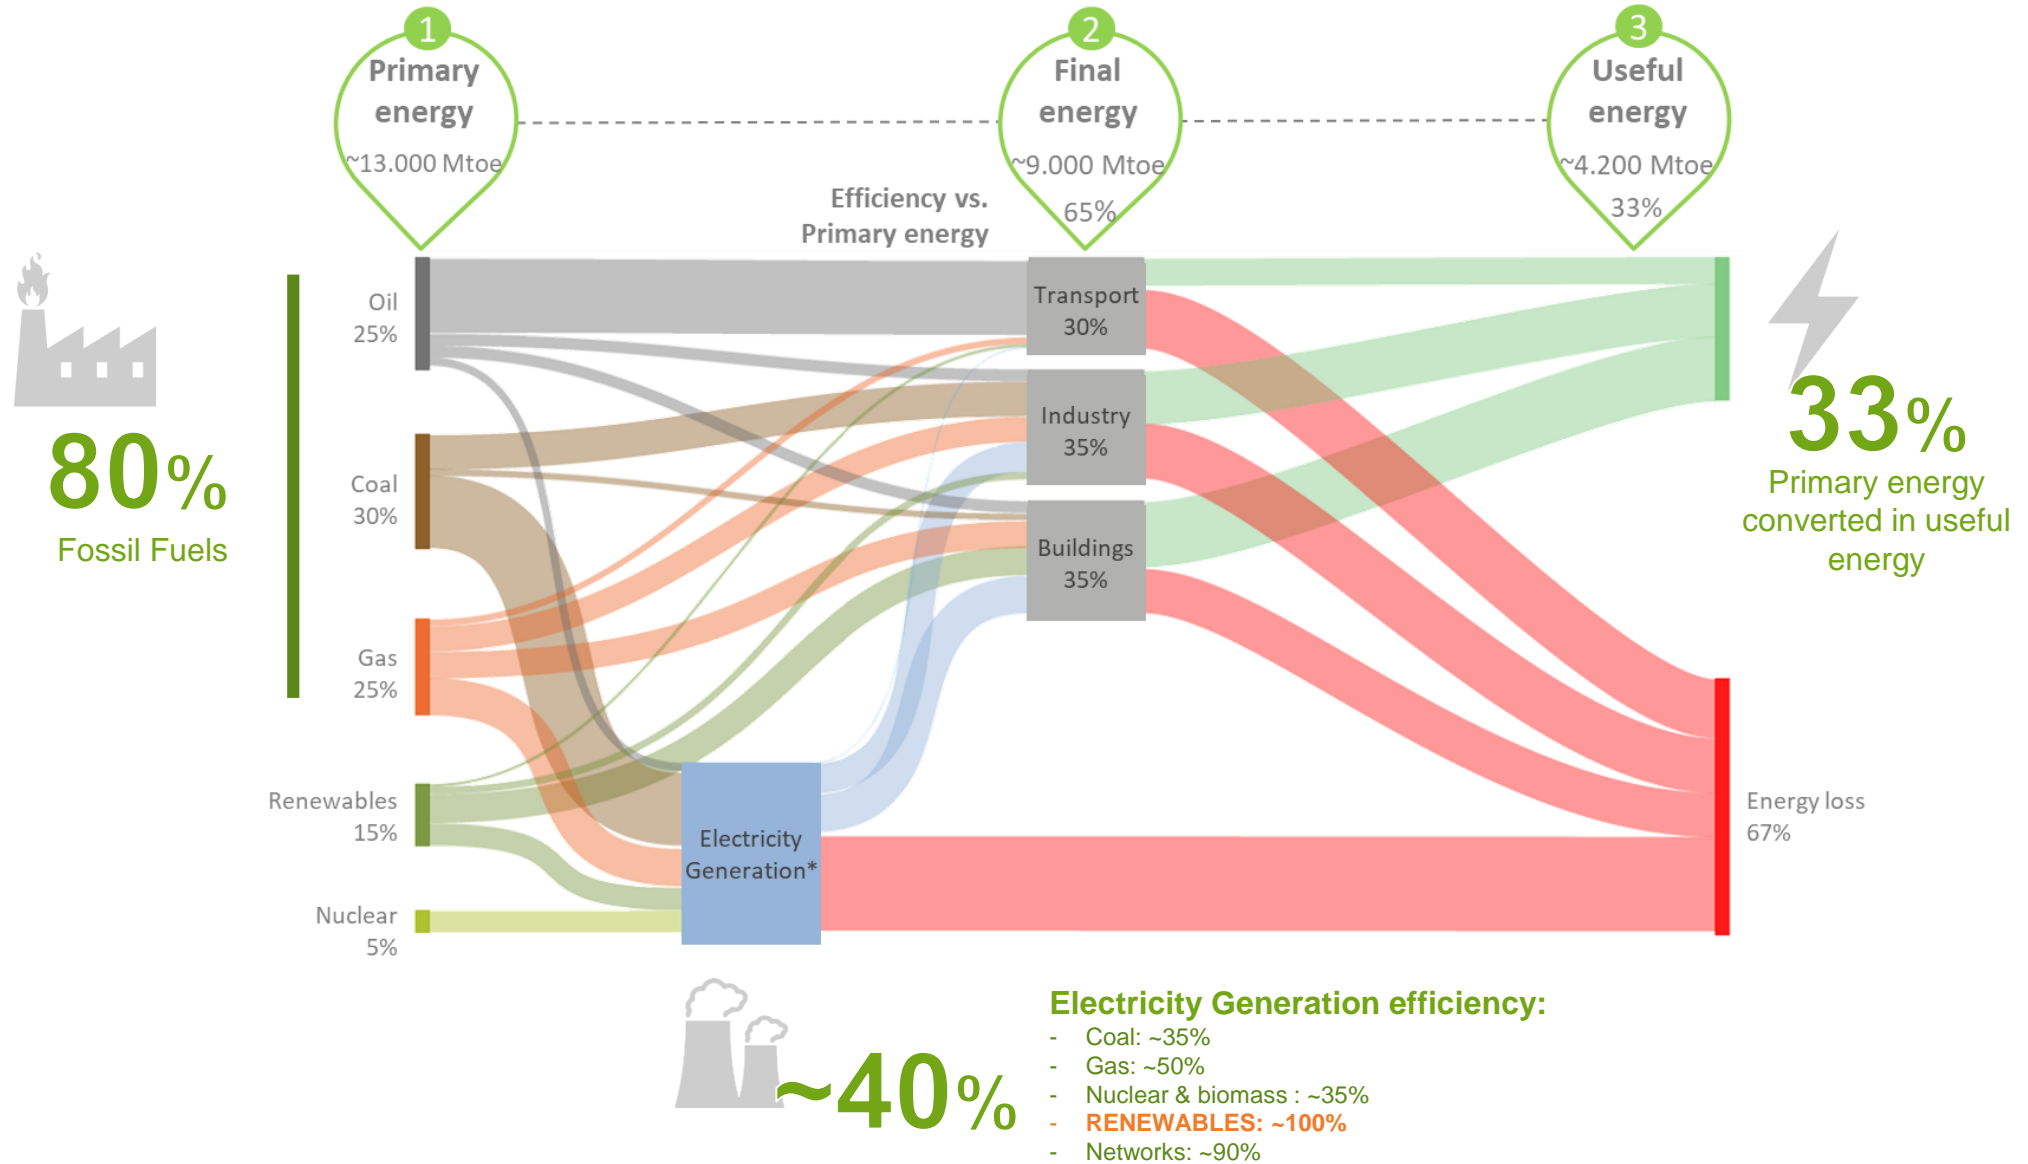 1
Primary
energy
~13.000 Mtoe
2
Final
energy
~9.000 Mtoe
65%
3
Useful
energy
~4.200 Mtoe
33%
Efficiency vs.
Primary energy
80%
Fossil Fuels
Oil
25%
Coal
30%
Gas
25%
Renewables
15%
Nuclear
5%
Transport
30%
Industry
35%
Buildings
35%
Electricity
Generation*
33%
Primary energy
converted in useful
energy
Energy loss
67%
~40%
Electricity Generation efficiency:
- Coal: ~35%
- Gas: ~50%
- Nuclear & biomass : ~35%
- RENEWABLES: ~100%
- Networks: ~90%